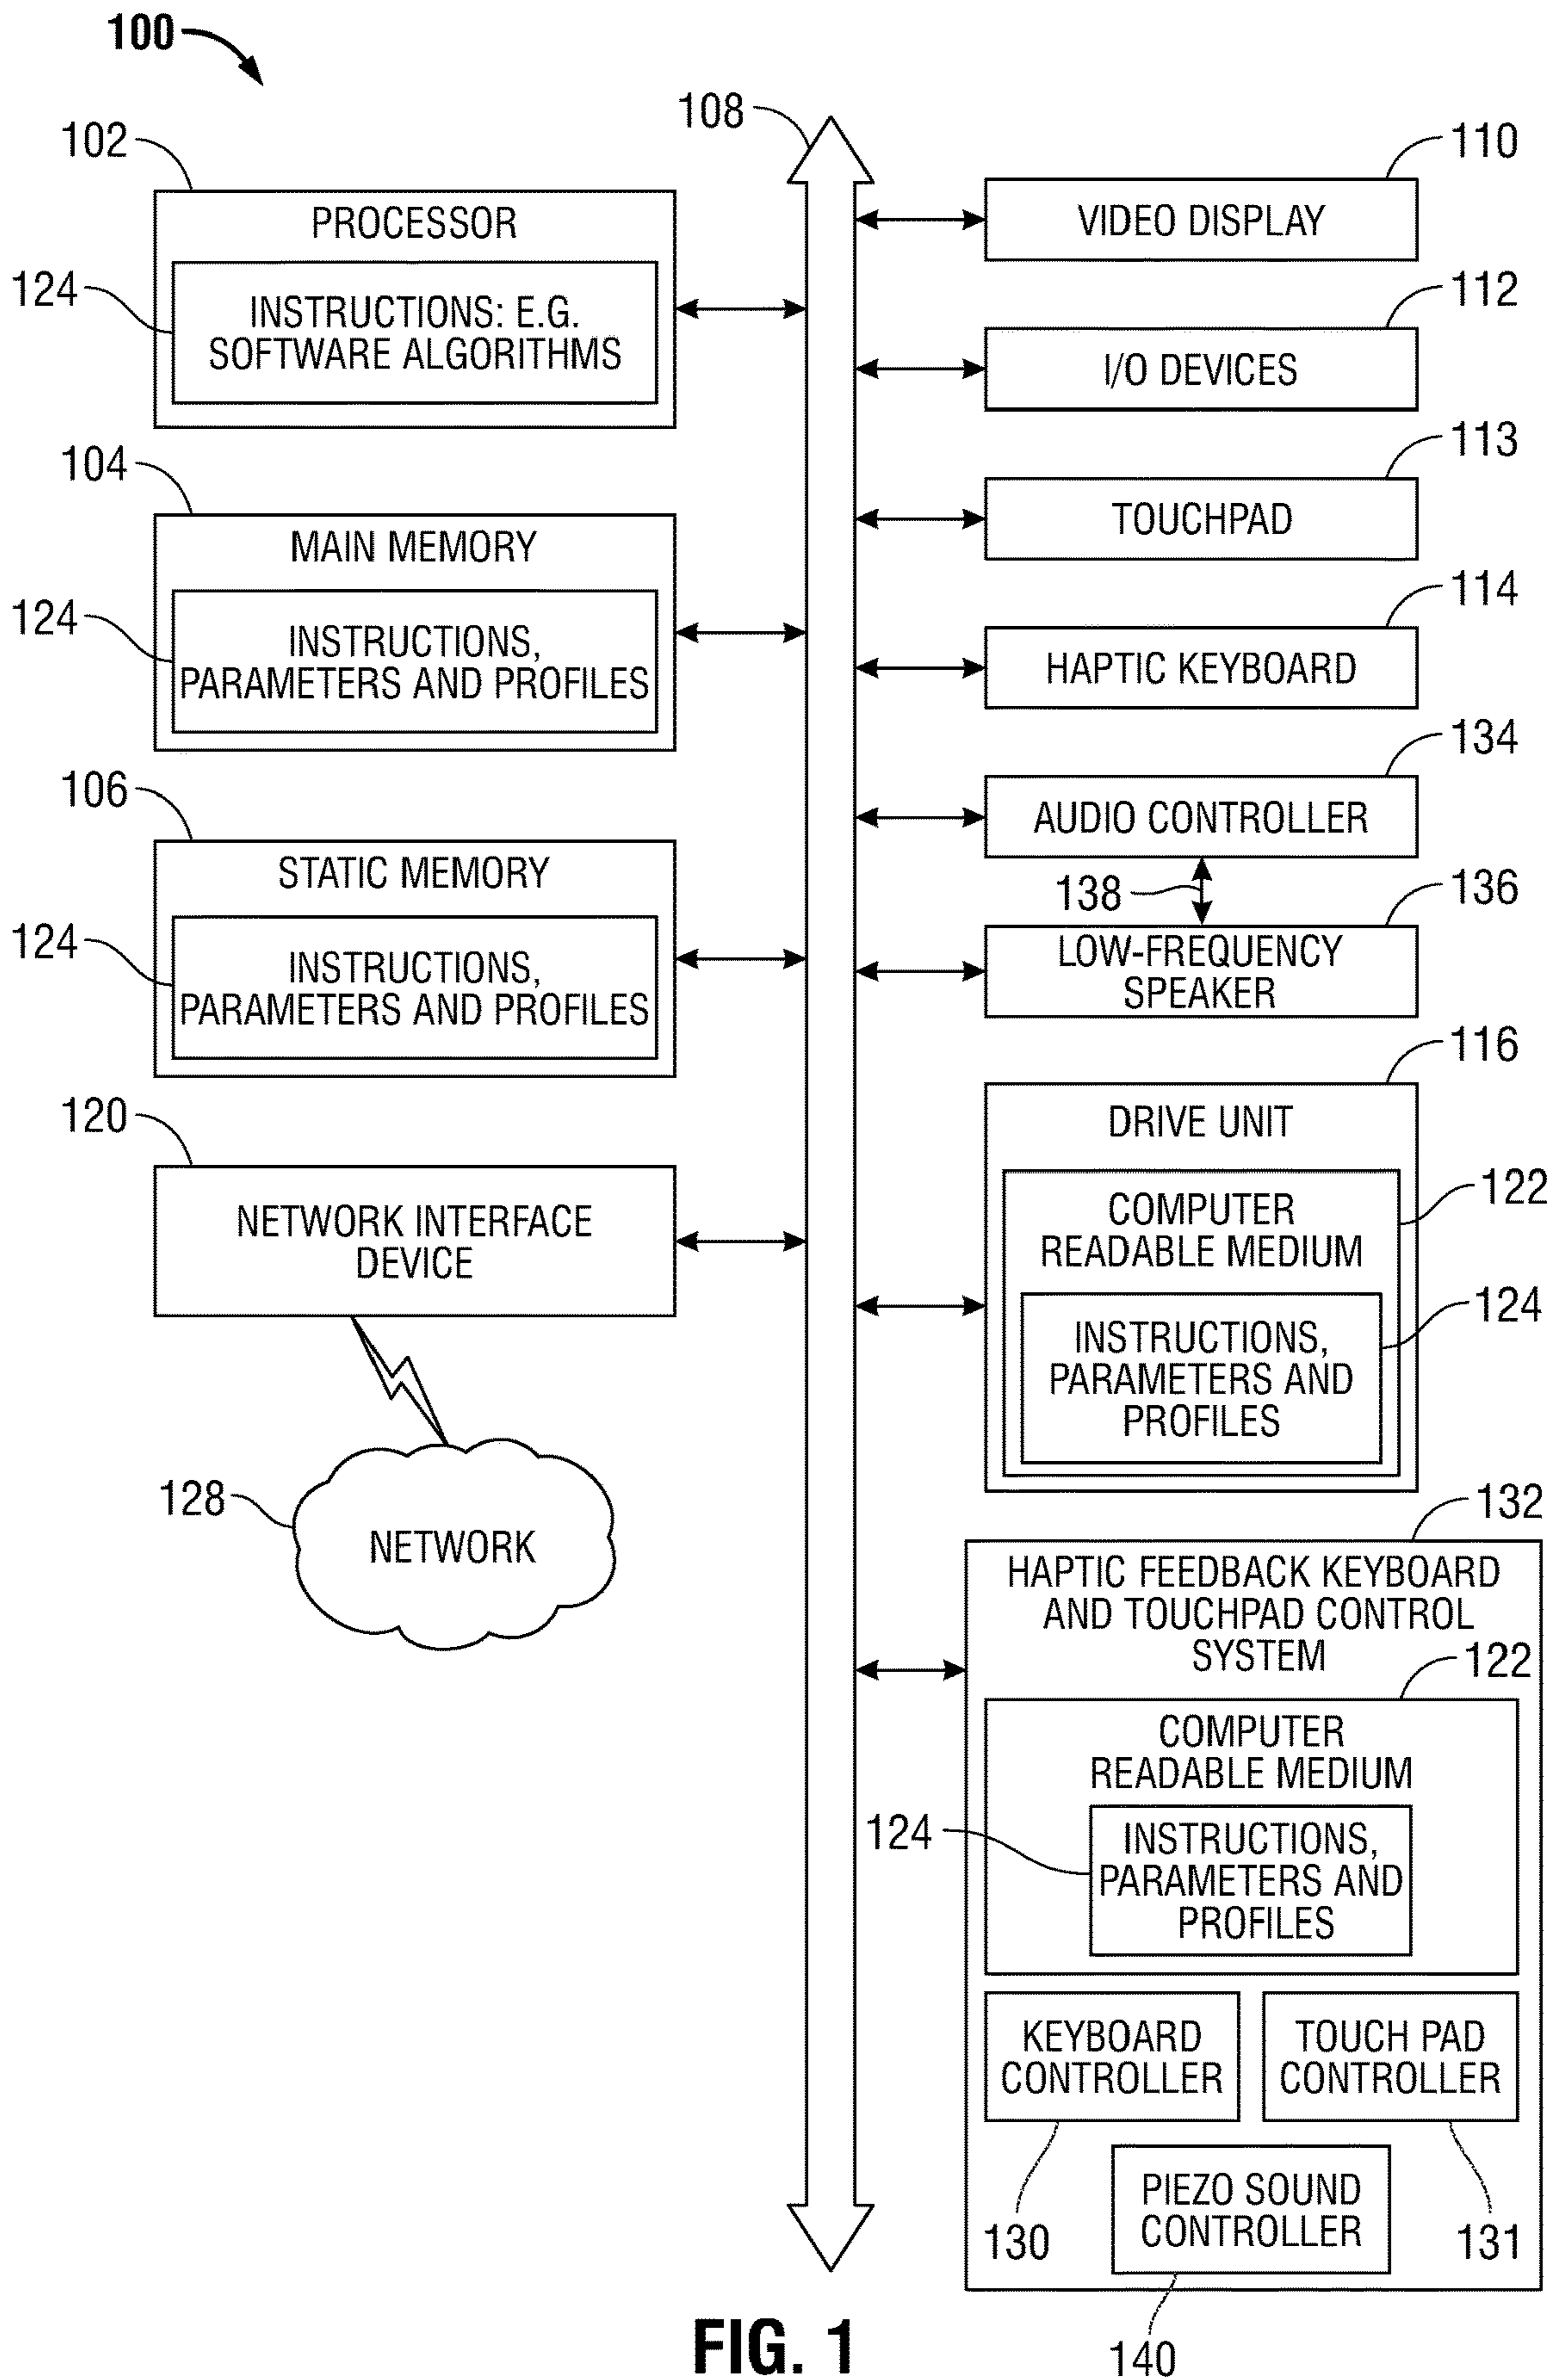 100
108
102
PROCESSOR
124
INSTRUCTIONS: E.G.
SOFTWARE ALGORITHMS
104
MAIN MEMORY
124
INSTRUCTIONS,
PARAMETERS AND PROFILES
106
STATIC MEMORY
124
INSTRUCTIONS,
PARAMETERS AND PROFILES
120
NETWORK INTERFACE
DEVICE
128
NETWORK
110
VIDEO DISPLAY
112
I/O DEVICES
113
TOUCHPAD
114
HAPTIC KEYBOARD
134
AUDIO CONTROLLER
138
136
LOW-FREQUENCY
SPEAKER
116
DRIVE UNIT
122
COMPUTER
READABLE MEDIUM
124
INSTRUCTIONS,
PARAMETERS AND
PROFILES
132
HAPTIC FEEDBACK KEYBOARD
AND TOUCHPAD CONTROL
SYSTEM
122
COMPUTER
READABLE MEDIUM
124
INSTRUCTIONS,
PARAMETERS AND
PROFILES
KEYBOARD
CONTROLLER
TOUCH PAD
CONTROLLER
130
PIEZO SOUND
CONTROLLER
131
140
FIG. 1